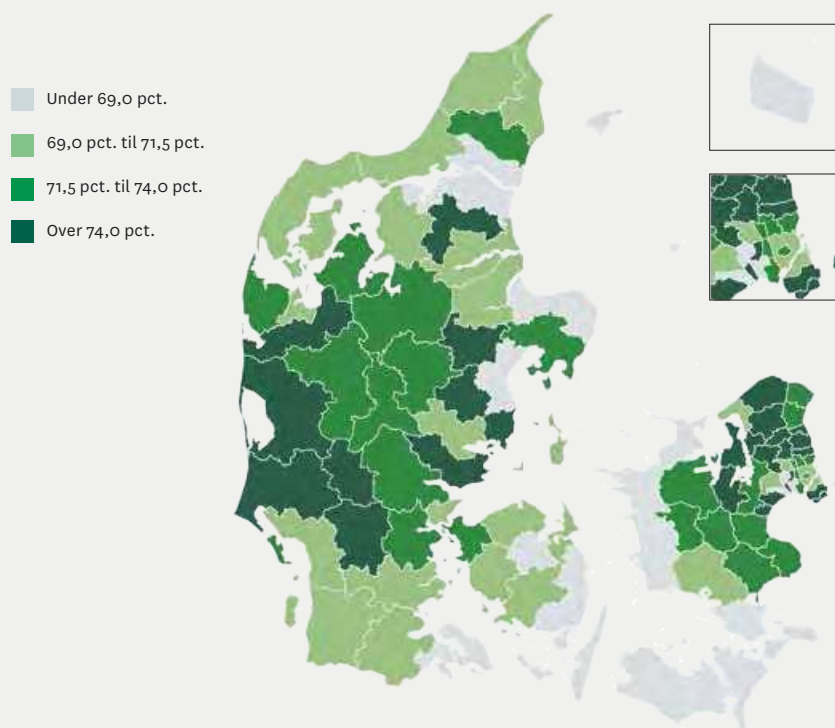 Under 69,0 pct.
69,0 pct. til 71,5 pct.
71,5 pct. til 74,0 pct.
Over 74,0 pct.